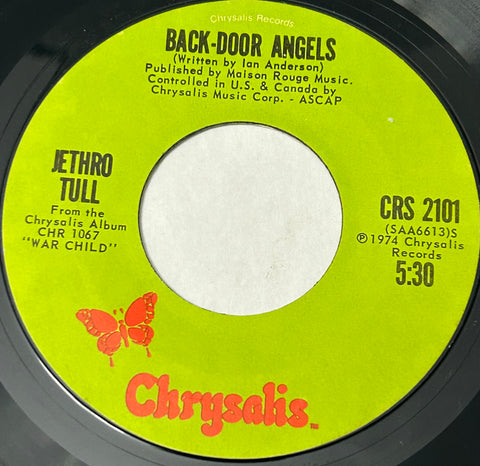 Chrysalis Records
BACK-DOOR ANGELS
(Written by Ian Anderson)
Published by Maison Rouge Music.
Controlled in U.S. & Canada by
Chrysalis Music Corp. - ASCAP
JETHRO
TULL
From the
Chrysalis Album
CHR 1067
"WAR CHILD"
CRS 2101
(SAA6613)S
Ⓟ1974 Chrysalis
Records
5:30
Chrysalis™